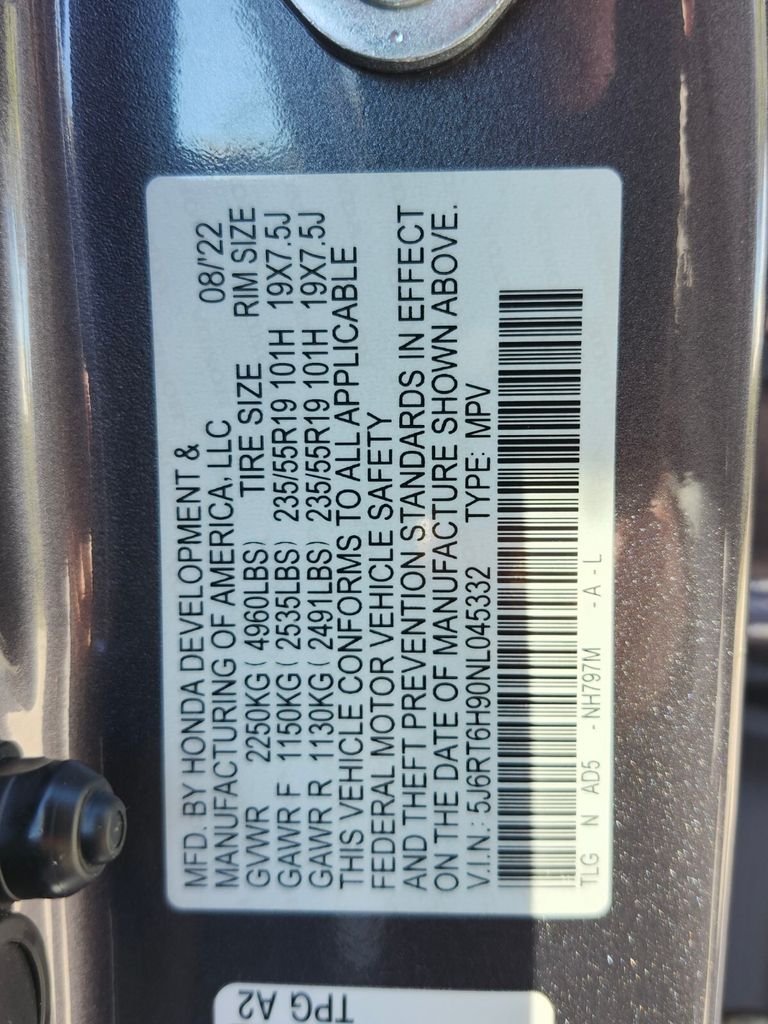 MFD. BY HONDA DEVELOPMENT &
MANUFACTURING OF AMERICA, LLC 08/'22
GVWR 2250KG ( 4960LBS) TIRE SIZE RIM SIZE
GAWR F 1150KG ( 2535LBS) 235/55R19 101H 19X7.5J
GAWR R 1130KG ( 2491LBS) 235/55R19 101H 19X7.5J
THIS VEHICLE CONFORMS TO ALL APPLICABLE
FEDERAL MOTOR VEHICLE SAFETY
AND THEFT PREVENTION STANDARDS IN EFFECT
ON THE DATE OF MANUFACTURE SHOWN ABOVE.
V.I.N.: 5J6RT6H90NL045332 TYPE: MPV
TLG N AD5 - NH797M - A - L
TPG A2